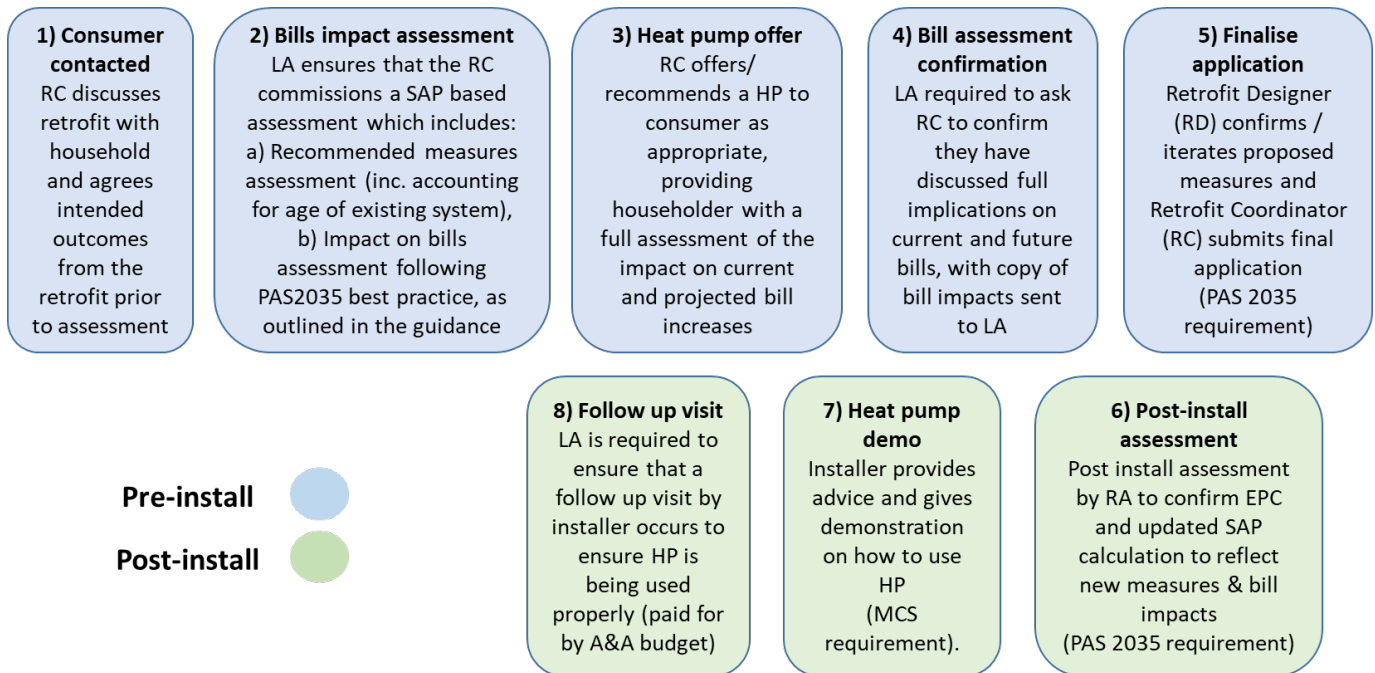 1) Consumer
contacted
RC discusses
retrofit with
household
and agrees
intended
outcomes
from the
retrofit prior
to assessment
2) Bills impact assessment
LA ensures that the RC
commissions a SAP based
assessment which includes:
a) Recommended measures
assessment (inc. accounting
for age of existing system),
b) Impact on bills
assessment following
PAS2035 best practice, as
outlined in the guidance
3) Heat pump offer
RC offers/
recommends a HP to
consumer as
appropriate,
providing
householder with a
full assessment of the
impact on current
and projected bill
increases
4) Bill assessment
confirmation
LA required to ask
RC to confirm
they have
discussed full
implications on
current and future
bills, with copy of
bill impacts sent
to LA
5) Finalise
application
Retrofit Designer
(RD) confirms /
iterates proposed
measures and
Retrofit Coordinator
(RC) submits final
application
(PAS 2035
requirement)
8) Follow up visit
LA is required to
ensure that a
follow up visit by
installer occurs to
ensure HP is
being used
properly (paid for
by A&A budget)
7) Heat pump
demo
Installer provides
advice and gives
demonstration
on how to use
HP
(MCS
requirement).
6) Post-install
assessment
Post install assessment
by RA to confirm EPC
and updated SAP
calculation to reflect
new measures & bill
impacts
(PAS 2035 requirement)
Pre-install
Post-install